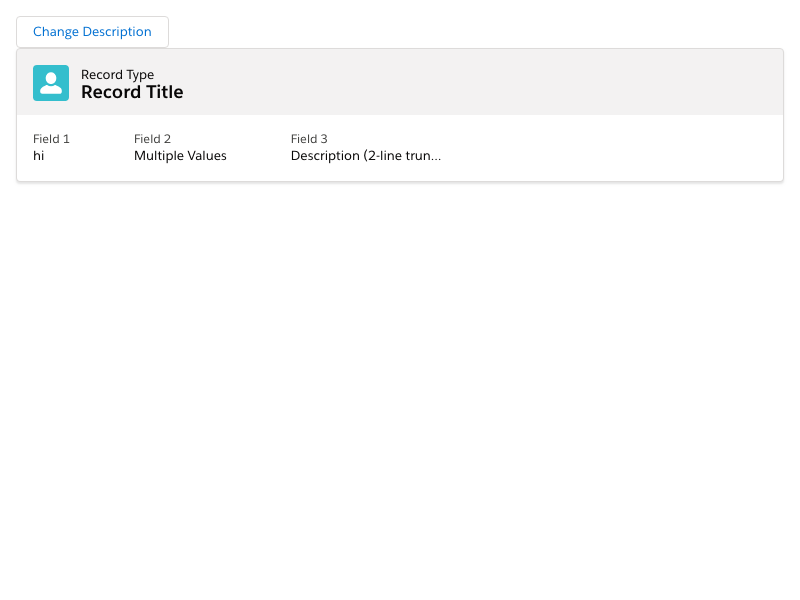 Change Description
Record Type
Record Title
Field 1 Field 2 Field 3
hi Multiple Values Description (2-line trun...